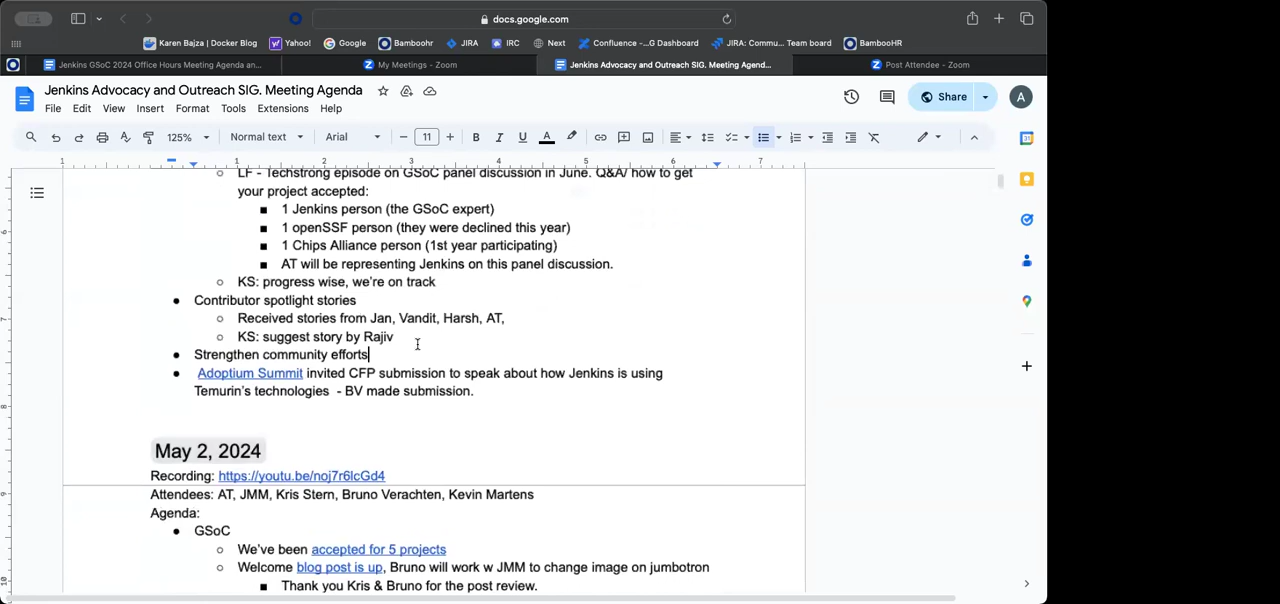 docs.google.com
Karen Bajza | Docker Blog
Yahoo!
Google
Bamboohr
JIRA
IRC
Next
Confluence ...G Dashboard
JIRA: Commu... Team board
BambooHR
Jenkins GSoC 2024 Office Hours Meeting Agenda an...
My Meetings - Zoom
Jenkins Advocacy and Outreach SIG. Meeting Agenda...
Post Attendee - Zoom
Jenkins Advocacy and Outreach SIG. Meeting Agenda
File Edit View Insert Format Tools Extensions Help
Share
A
125%
Normal text
Arial
11
B I U A
1 1 2 3 4 5 6 7
LF - Techstrong episode on GSoC panel discussion in June. Q&A/ how to get
your project accepted:
1 Jenkins person (the GSoC expert)
1 openSSF person (they were declined this year)
1 Chips Alliance person (1st year participating)
AT will be representing Jenkins on this panel discussion.
KS: progress wise, we're on track
Contributor spotlight stories
Received stories from Jan, Vandit, Harsh, AT,
KS: suggest story by Rajiv
Strengthen community efforts
Adoptium Summit invited CFP submission to speak about how Jenkins is using
Temurin's technologies - BV made submission.
May 2, 2024
Recording: https://youtu.be/noj7r6lcGd4
Attendees: AT, JMM, Kris Stern, Bruno Verachten, Kevin Martens
Agenda:
GSoC
We've been accepted for 5 projects
Welcome blog post is up, Bruno will work w JMM to change image on jumbotron
Thank you Kris & Bruno for the post review.